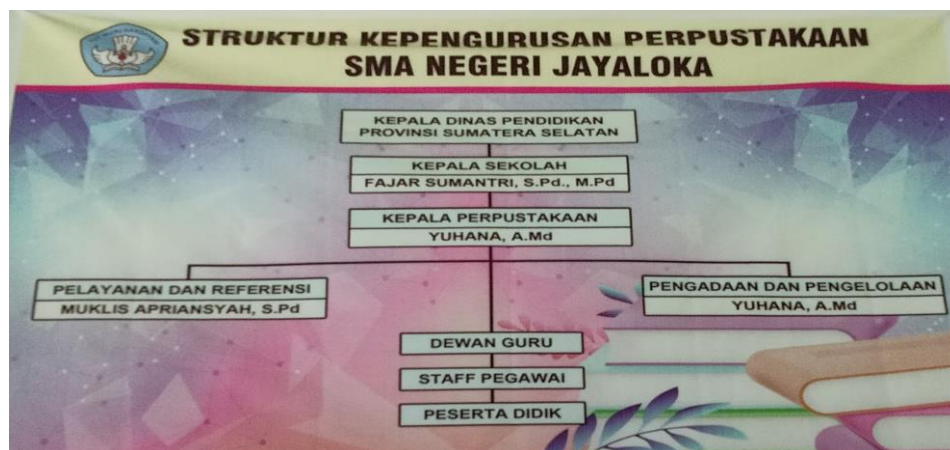 STRUKTUR KEPENGURUSAN PERPUSTAKAAN
SMA NEGERI JAYALOKA
KEPALA DINAS PENDIDIKAN
PROVINSI SUMATERA SELATAN
KEPALA SEKOLAH
FAJAR SUMANTRI, S.Pd., M.Pd
KEPALA PERPUSTAKAAN
YUHANA, A.Md
PELAYANAN DAN REFERENSI
MUKLIS APRIANSYAH, S.Pd
PENGADAAN DAN PENGELOLAAN
YUHANA, A.Md
DEWAN GURU
STAFF PEGAWAI
PESERTA DIDIK